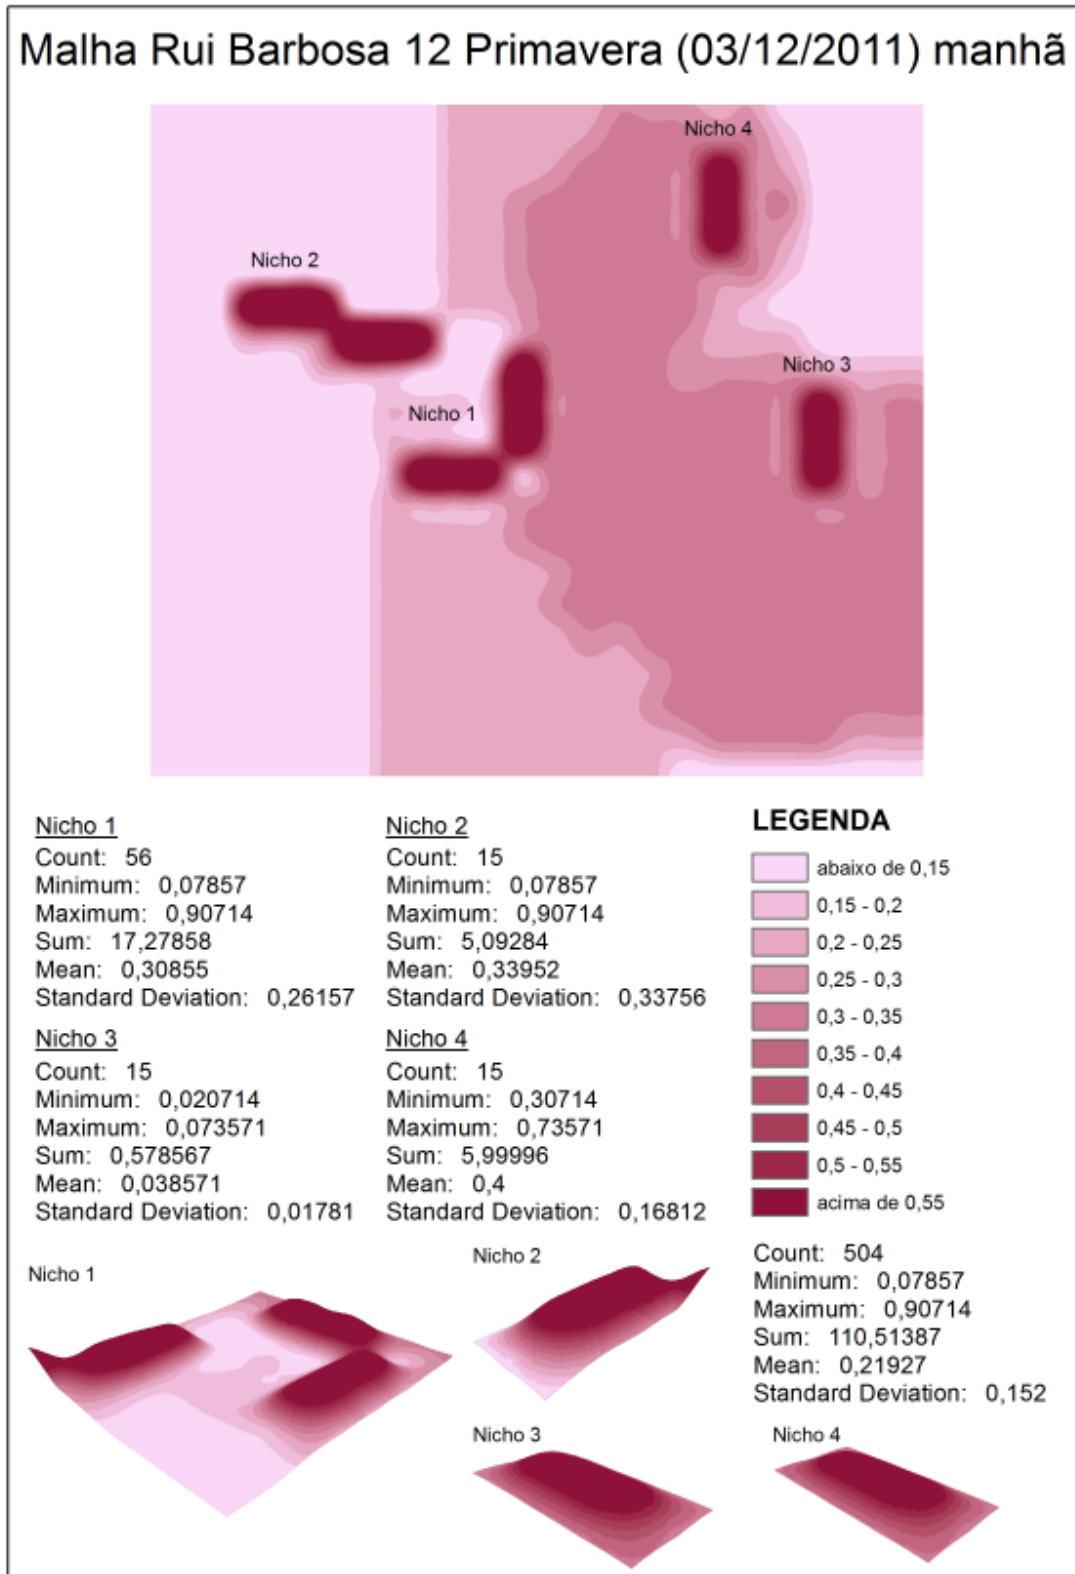 Malha Rui Barbosa 12 Primavera (03/12/2011) manhã
Nicho 4
Nicho 2
Nicho 3
Nicho 1
Nicho 1
Count: 56
Minimum: 0,07857
Maximum: 0,90714
Sum: 17,27858
Mean: 0,30855
Standard Deviation: 0,26157
Nicho 2
Count: 15
Minimum: 0,07857
Maximum: 0,90714
Sum: 5,09284
Mean: 0,33952
Standard Deviation: 0,33756
Nicho 3
Count: 15
Minimum: 0,020714
Maximum: 0,073571
Sum: 0,578567
Mean: 0,038571
Standard Deviation: 0,01781
Nicho 4
Count: 15
Minimum: 0,30714
Maximum: 0,73571
Sum: 5,99996
Mean: 0,4
Standard Deviation: 0,16812
LEGENDA
abaixo de 0,15
0,15 - 0,2
0,2 - 0,25
0,25 - 0,3
0,3 - 0,35
0,35 - 0,4
0,4 - 0,45
0,45 - 0,5
0,5 - 0,55
acima de 0,55
Count: 504
Minimum: 0,07857
Maximum: 0,90714
Sum: 110,51387
Mean: 0,21927
Standard Deviation: 0,152
Nicho 1
Nicho 2
Nicho 3
Nicho 4